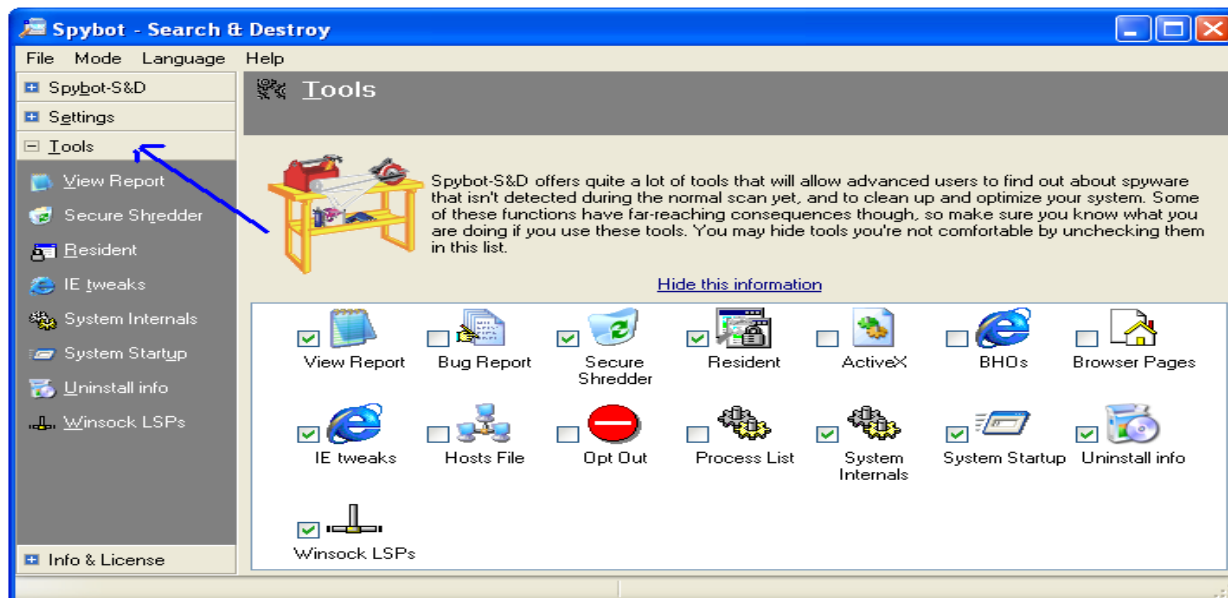 Spybot - Search & Destroy
File Mode Language Help
Spybot-S&D
Settings
Tools
View Report
Secure Shredder
Resident
IE tweaks
System Internals
System Startup
Uninstall info
Winsock LSPs
Info & License
Tools
Spybot-S&D offers quite a lot of tools that will allow advanced users to find out about spyware
that isn't detected during the normal scan yet, and to clean up and optimize your system. Some
of these functions have far-reaching consequences though, so make sure you know what you
are doing if you use these tools. You may hide tools you're not comfortable by unchecking them
in this list.
Hide this information
View Report Bug Report Secure Shredder Resident ActiveX BHOs Browser Pages
IE tweaks Hosts File Opt Out Process List System Internals System Startup Uninstall info
Winsock LSPs